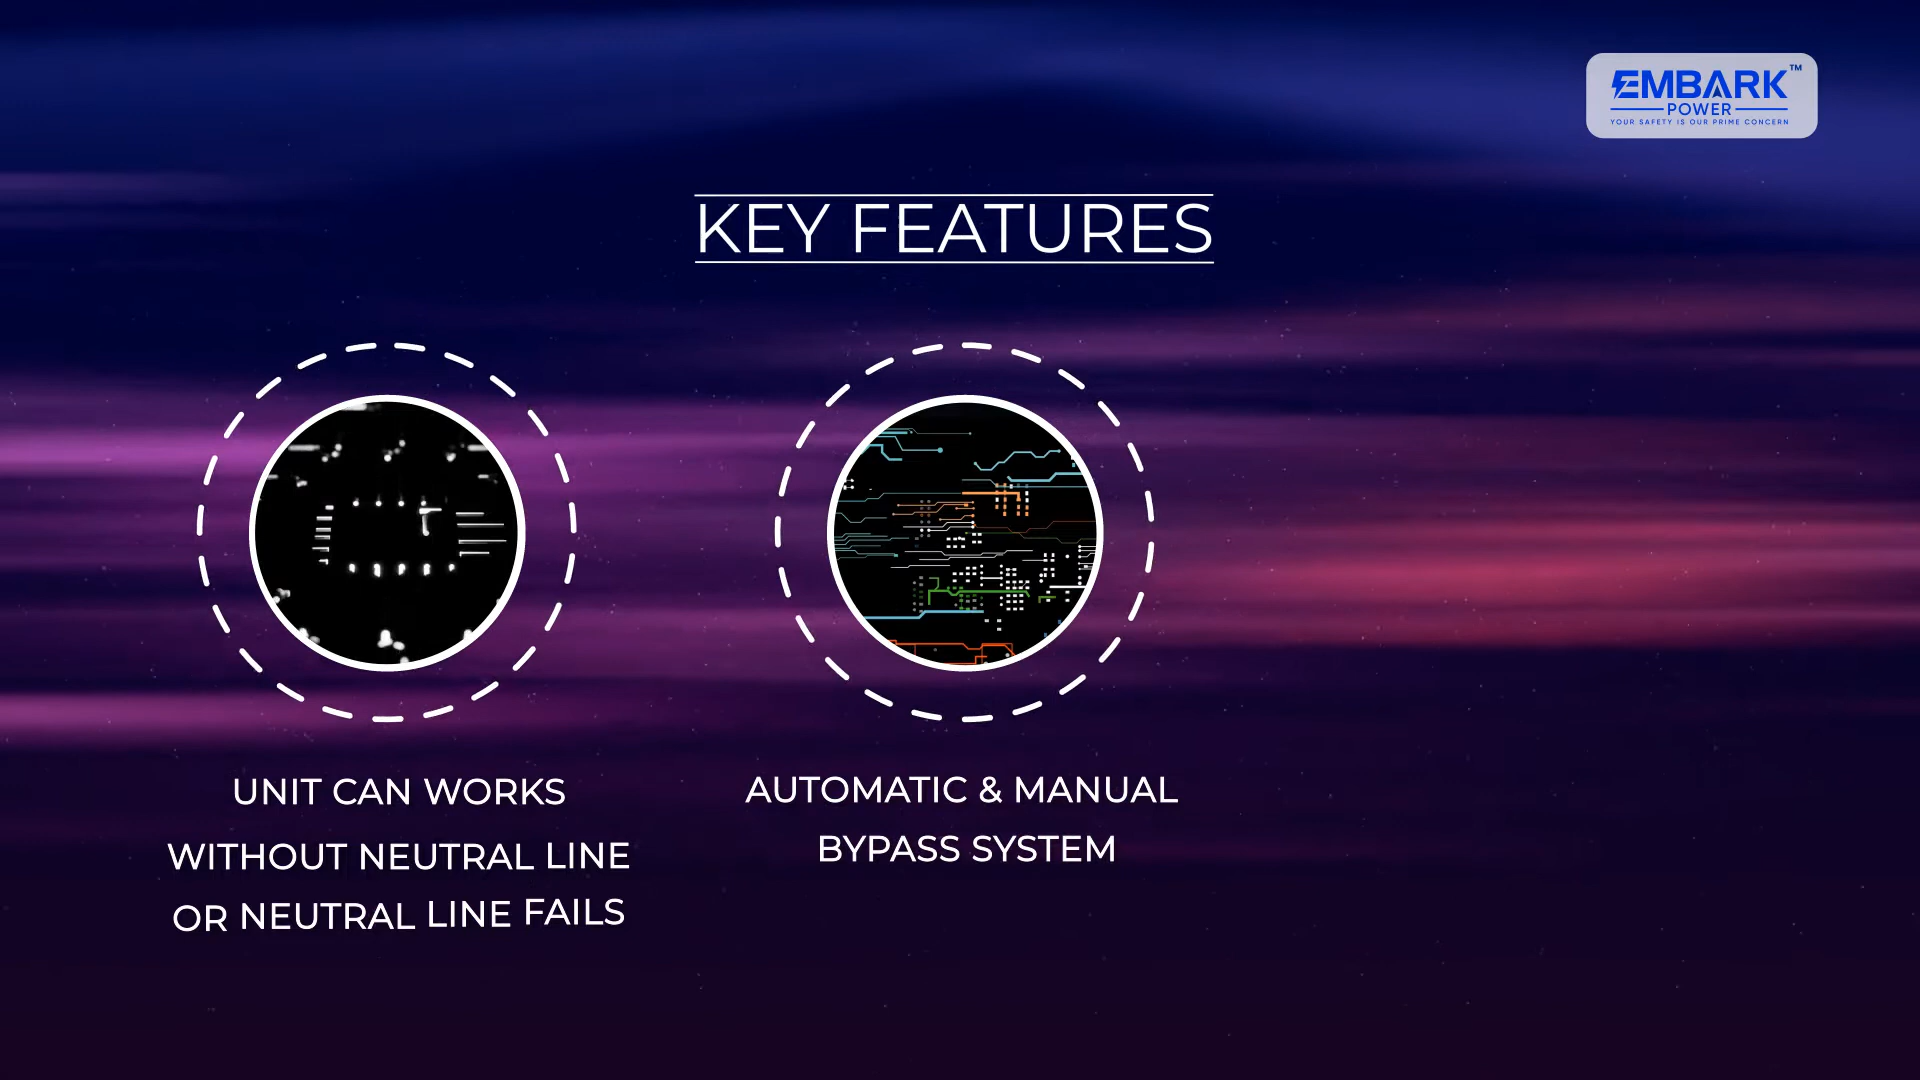 EMBARK™
POWER
YOUR SAFETY IS OUR PRIME CONCERN
KEY FEATURES
UNIT CAN WORKS
WITHOUT NEUTRAL LINE
OR NEUTRAL LINE FAILS
AUTOMATIC & MANUAL
BYPASS SYSTEM